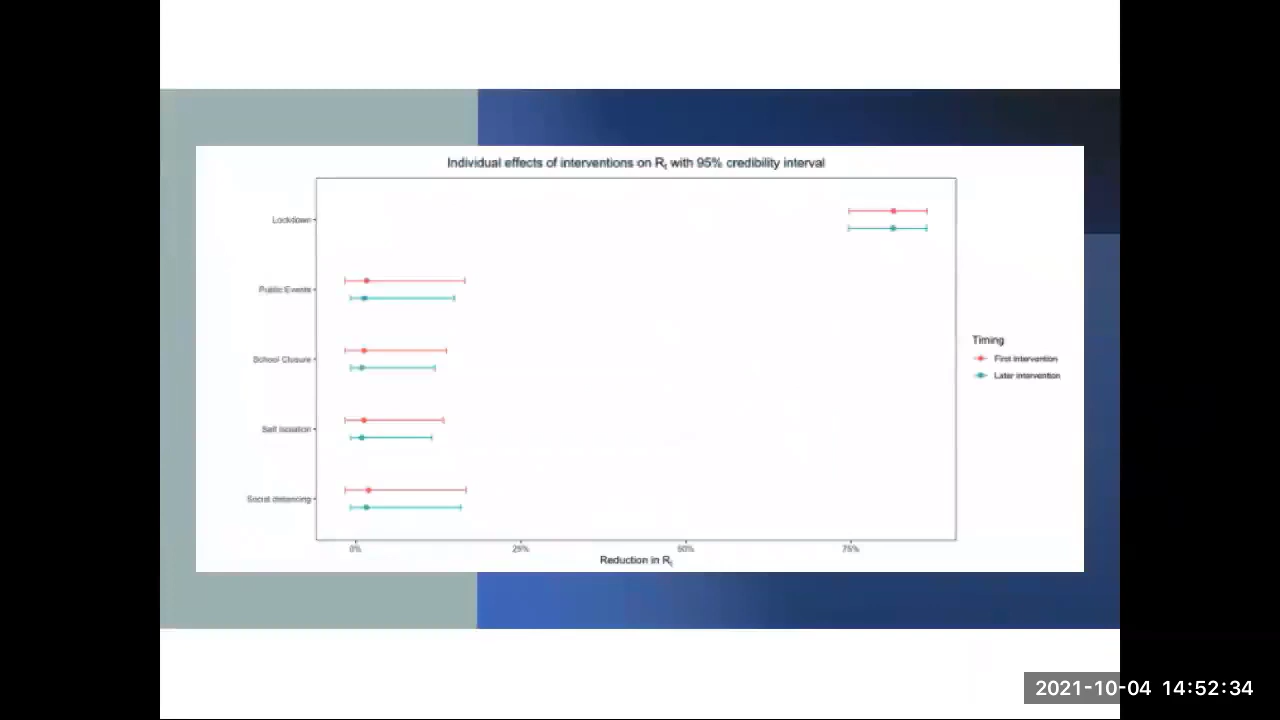 Individual effects of interventions on Rt with 95% credibility interval
Lockdown
Public Events
School Closure
Self Isolation
Social distancing
Timing
First intervention
Later intervention
0%
25%
50%
75%
Reduction in Rt
2021-10-04 14:52:34